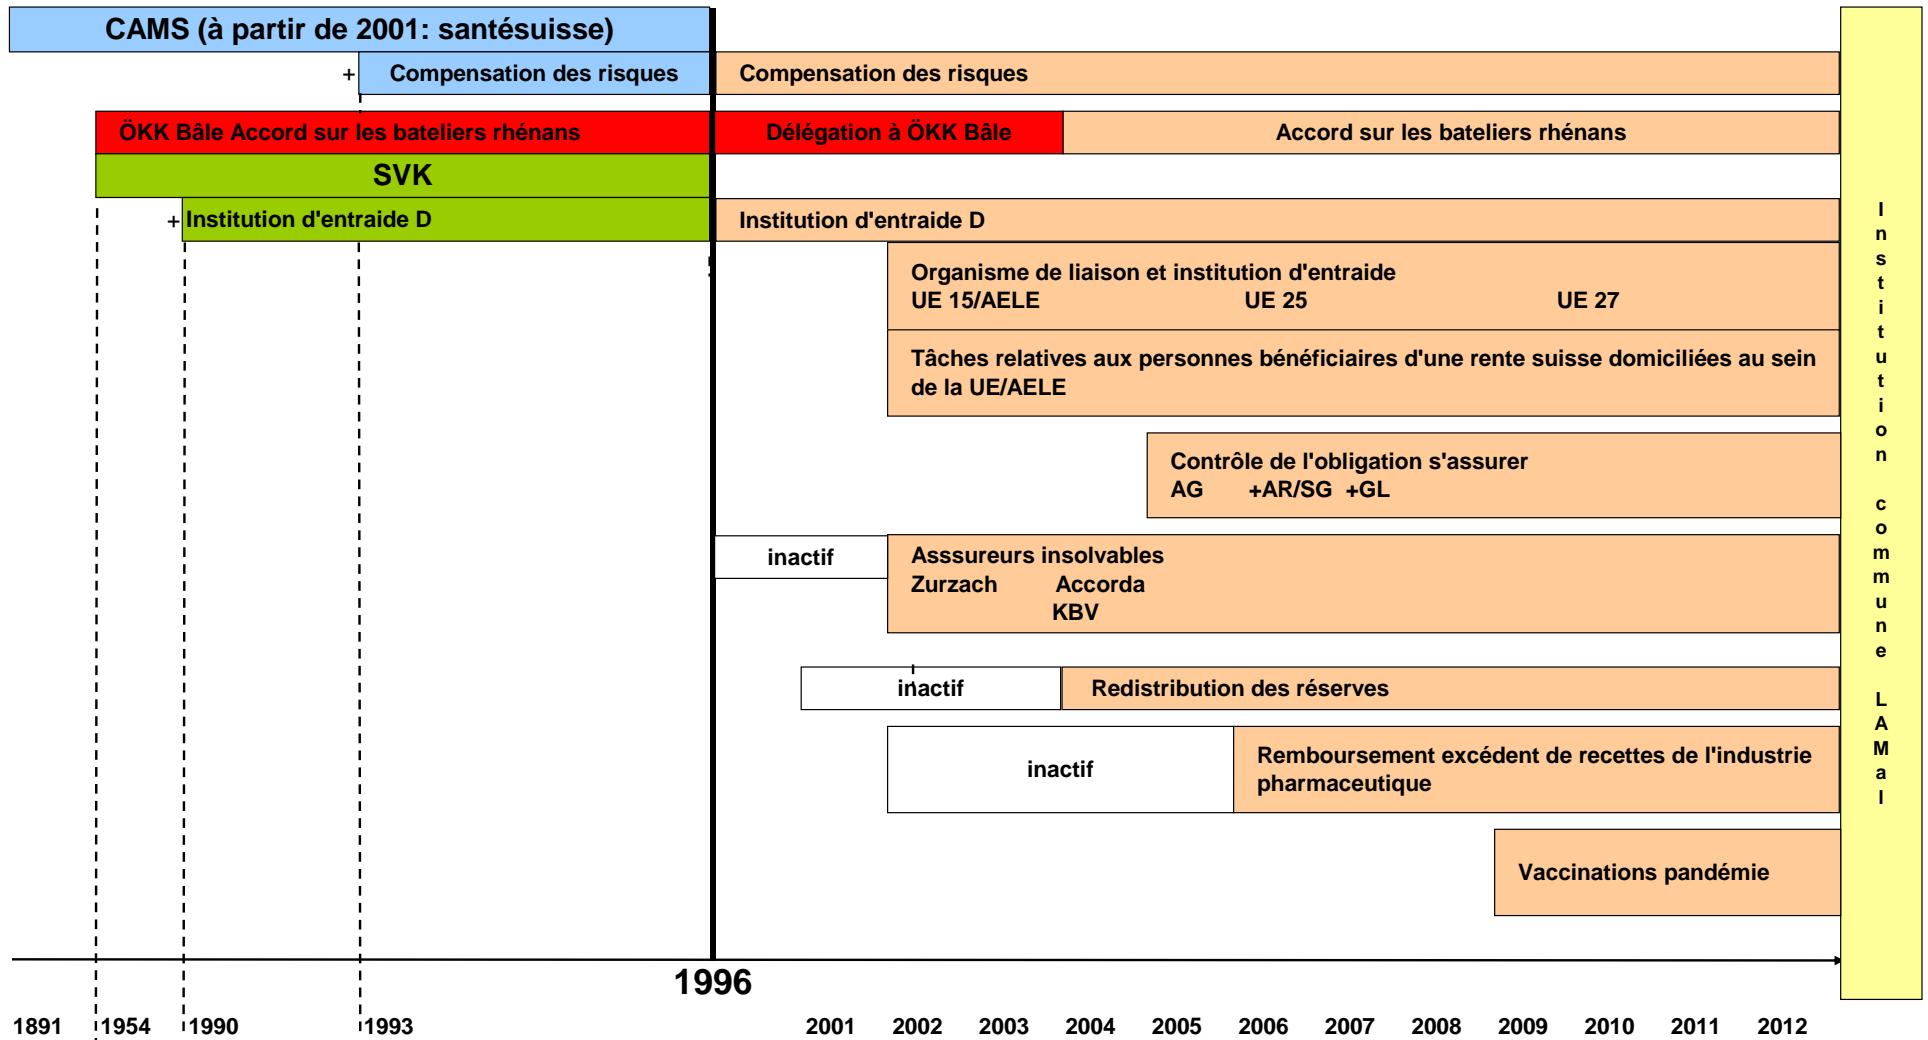 CAMS (à partir de 2001: santésuisse)
+ Compensation des risques
Compensation des risques
ÖKK Bâle Accord sur les bateliers rhénans
Délégation à ÖKK Bâle
Accord sur les bateliers rhénans
SVK
+ Institution d'entraide D
Institution d'entraide D
Organisme de liaison et institution d'entraide
UE 15/AELE UE 25 UE 27
Tâches relatives aux personnes bénéficiaires d'une rente suisse domiciliées au sein
de la UE/AELE
Contrôle de l'obligation s'assurer
AG +AR/SG +GL
inactif
Asssureurs insolvables
Zurzach Accorda
KBV
inactif
Redistribution des réserves
inactif
Remboursement excédent de recettes de l'industrie
pharmaceutique
Vaccinations pandémie
Institution commune LAMal
1996
1891 1954 1990 1993 2001 2002 2003 2004 2005 2006 2007 2008 2009 2010 2011 2012